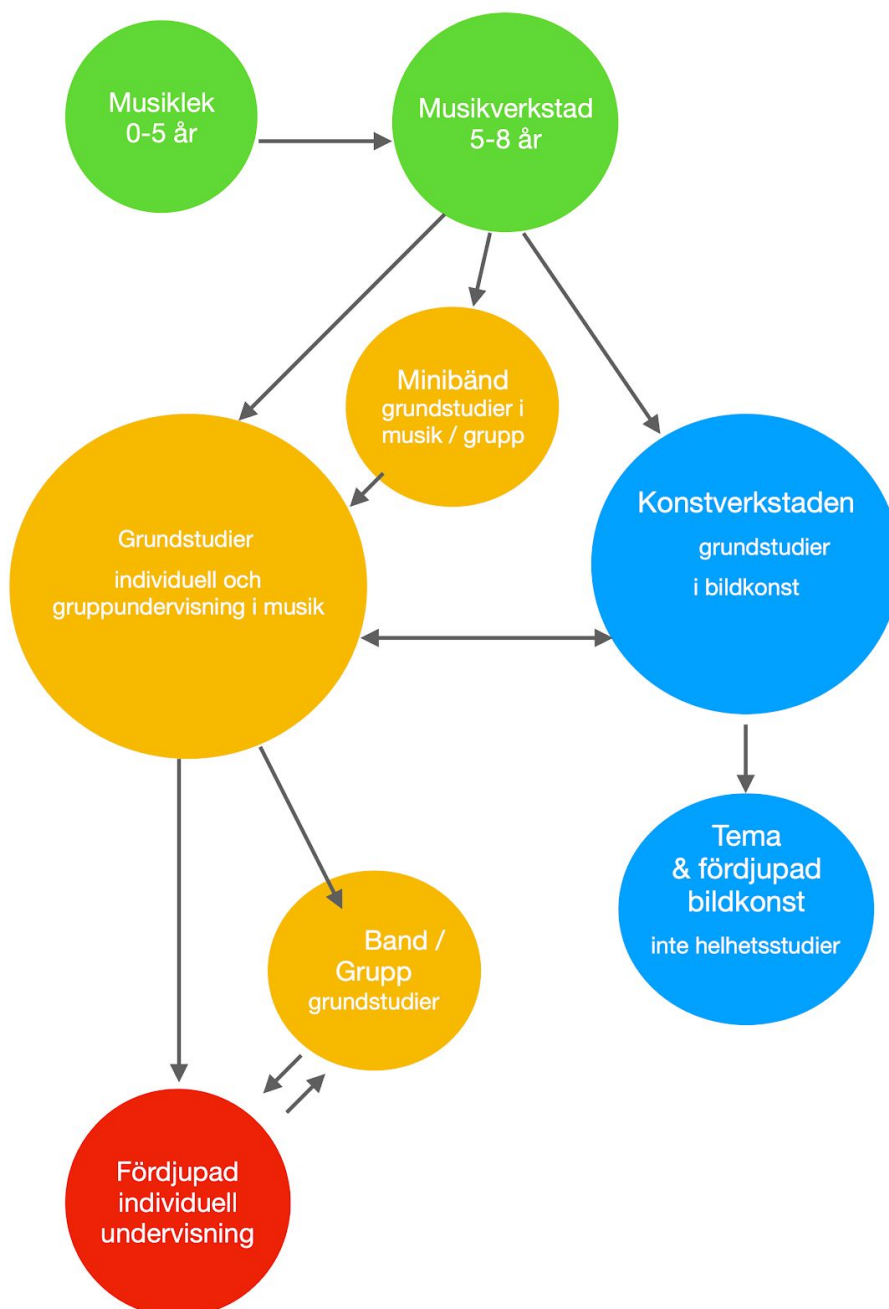 Musiklek
0-5 år
Musikverkstad
5-8 år
Minibänd
grundstudier i
musik / grupp
Grundstudier
individuell och
gruppundervisning i musik
Konstverkstaden
grundstudier
i bildkonst
Tema
& fördjupad
bildkonst
inte helhetsstudier
Band /
Grupp
grundstudier
Fördjupad
individuell
undervisning